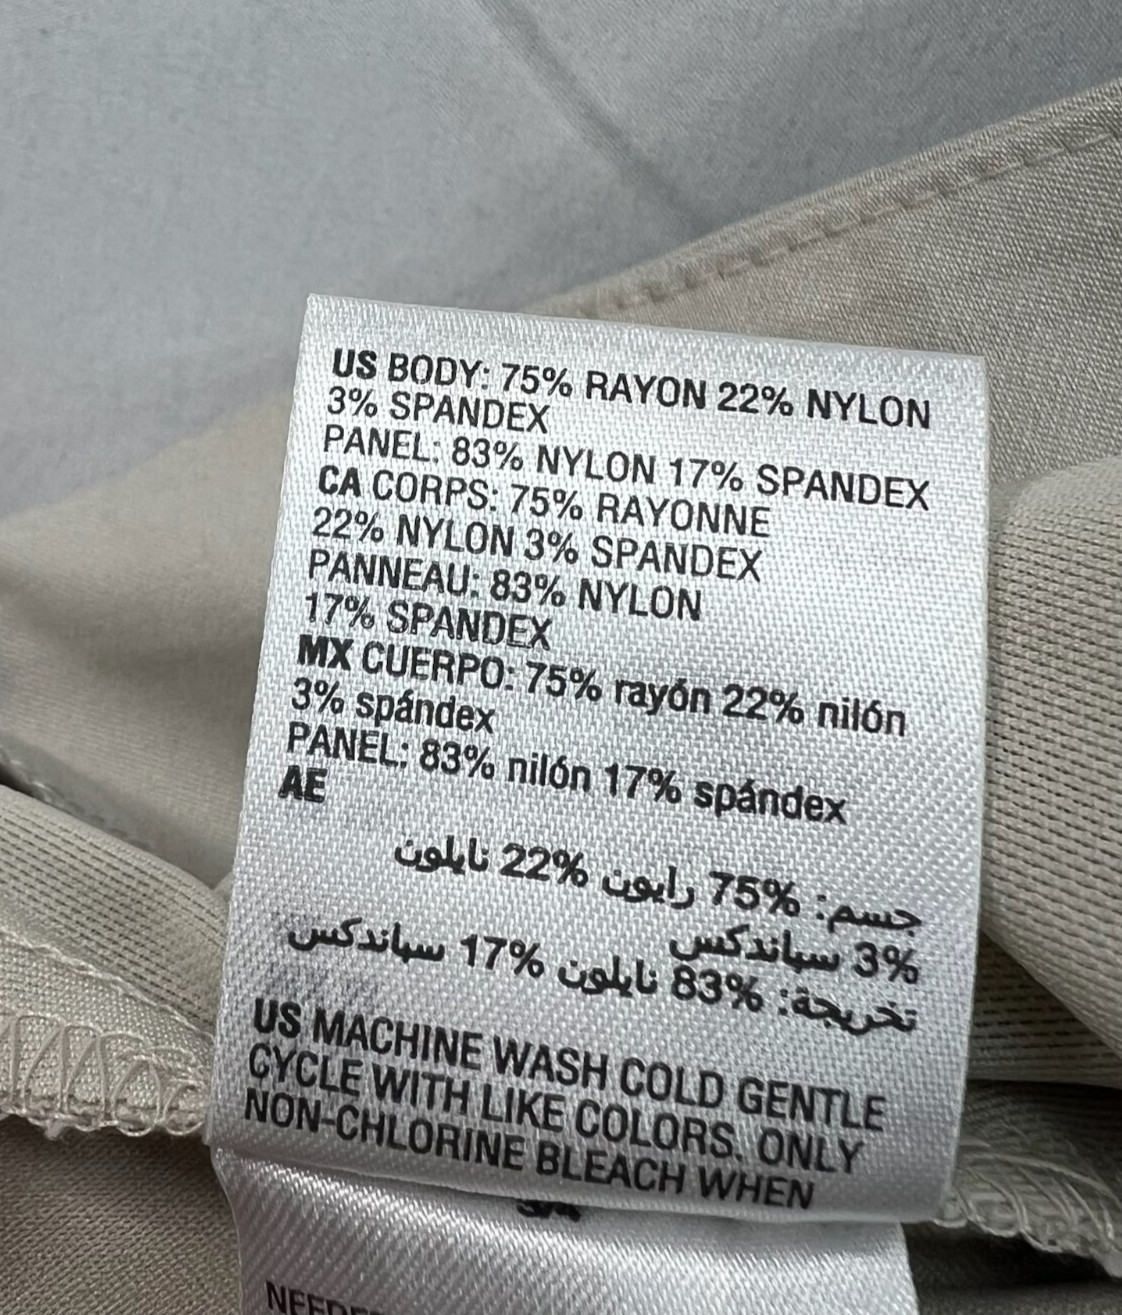 US BODY: 75% RAYON 22% NYLON
3% SPANDEX
PANEL: 83% NYLON 17% SPANDEX
CA CORPS: 75% RAYONNE
22% NYLON 3% SPANDEX
PANNEAU: 83% NYLON
17% SPANDEX
MX CUERPO: 75% rayón 22% nilón
3% spándex
PANEL: 83% nilón 17% spándex
AE
جسم: 75% رايون 22% نايلون
3% سباندكس
تخريجة: 83% نايلون 17% سباندكس
US MACHINE WASH COLD GENTLE
CYCLE WITH LIKE COLORS. ONLY
NON-CHLORINE BLEACH WHEN